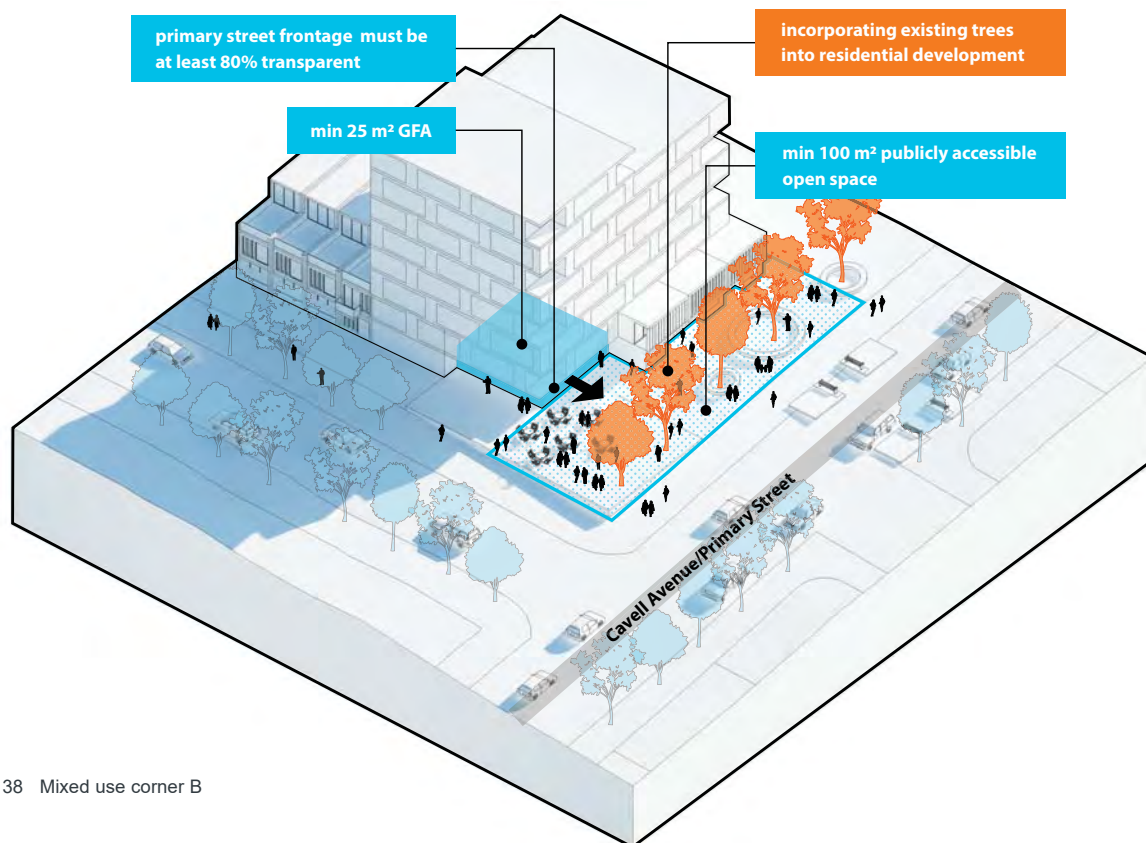 primary street frontage must be
at least 80% transparent
incorporating existing trees
into residential development
min 25 m² GFA
min 100 m² publicly accessible
open space
Cavell Avenue/Primary Street
38 Mixed use corner B